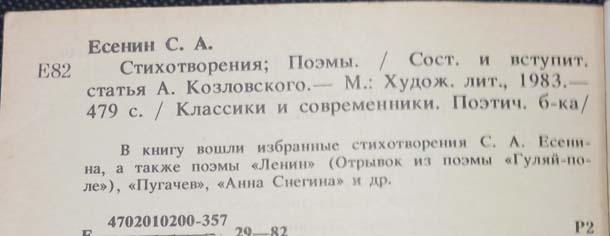 Есенин С. А.
Е82 Стихотворения; Поэмы. / Сост. и вступит.
статья А. Козловского.— М.: Худож. лит., 1983.—
479 с. / Классики и современники. Поэтич. б-ка/
В книгу вошли избранные стихотворения С. А. Есени-
на, а также поэмы «Ленин» (Отрывок из поэмы «Гуляй-по-
ле»), «Пугачев», «Анна Снегина» и др.
4702010200-357
Е 29—82 Р2